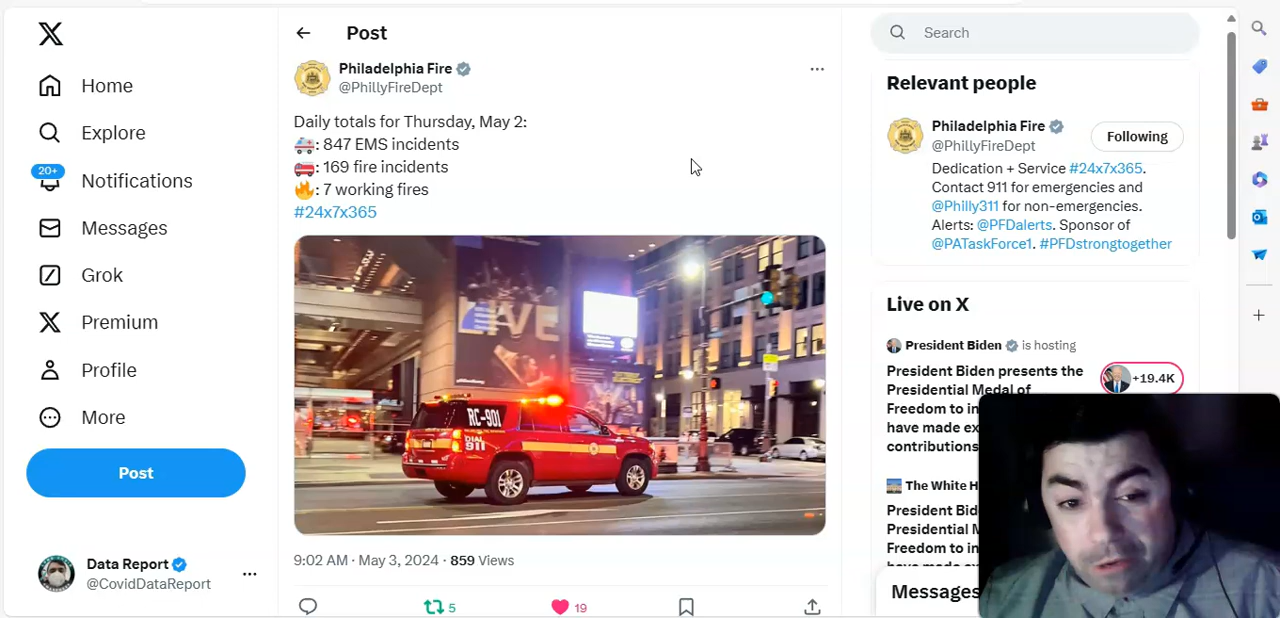 Home
Explore
20+
Notifications
Messages
Grok
Premium
Profile
More
Post
Data Report
@CovidDataReport
Post
Philadelphia Fire
@PhillyFireDept
Daily totals for Thursday, May 2:
: 847 EMS incidents
: 169 fire incidents
: 7 working fires
#24x7x365
LIVE
RC-901
DIAL
911
9:02 AM · May 3, 2024 · 859 Views
5
19
Search
Relevant people
Philadelphia Fire
@PhillyFireDept
Following
Dedication + Service #24x7x365.
Contact 911 for emergencies and
@Philly311 for non-emergencies.
Alerts: @PFDalerts. Sponsor of
@PATaskForce1. #PFDstrongtogether
Live on X
President Biden is hosting
President Biden presents the
Presidential Medal of
Freedom to in
have made ex
contributions
+19.4K
The White H
President Bid
Presidential M
Freedom to in
have made ex
Messages